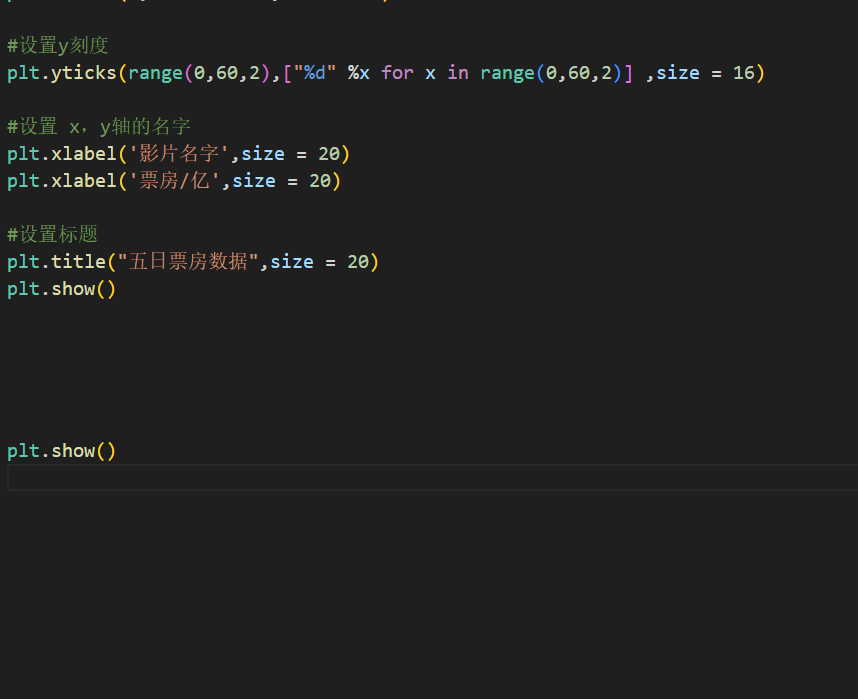 #设置y刻度
plt.yticks(range(0,60,2),["%d" %x for x in range(0,60,2)] ,size = 16)
#设置 x，y轴的名字
plt.xlabel('影片名字',size = 20)
plt.xlabel('票房/亿',size = 20)
#设置标题
plt.title("五日票房数据",size = 20)
plt.show()
plt.show()